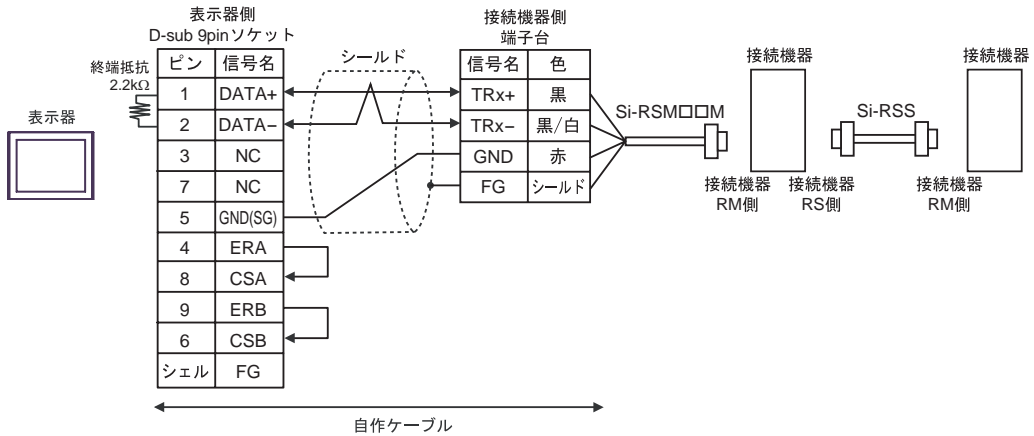 表示器側
D-sub 9pinソケット
接続機器側
端子台
終端抵抗
2.2kΩ
シールド
表示器
ピン 信号名
1 DATA+
2 DATA−
3 NC
7 NC
5 GND(SG)
4 ERA
8 CSA
9 ERB
6 CSB
シェル FG
信号名 色
TRx+ 黒
TRx− 黒/白
GND 赤
FG シールド
Si-RSM□□M
接続機器
Si-RSS
接続機器
接続機器
RM側
接続機器
RS側
接続機器
RM側
自作ケーブル